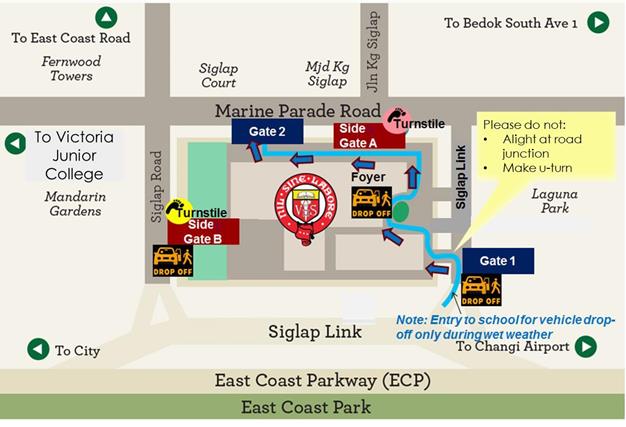 To East Coast Road
Fernwood
Towers
Siglap
Court
Mjd Kg
Siglap
Jln Kg Siglap
To Bedok South Ave 1
Marine Parade Road
Turnstile
Gate 2
Side
Gate A
Please do not:
• Alight at road
junction
• Make u-turn
To Victoria
Junior
College
Mandarin
Gardens
Siglap Road
Foyer
DROP OFF
Siglap Link
Laguna
Park
NIL SINE LABORE
VS
Turnstile
Side
Gate B
DROP OFF
Gate 1
DROP OFF
Note: Entry to school for vehicle drop-
off only during wet weather
Siglap Link
To City
To Changi Airport
East Coast Parkway (ECP)
East Coast Park